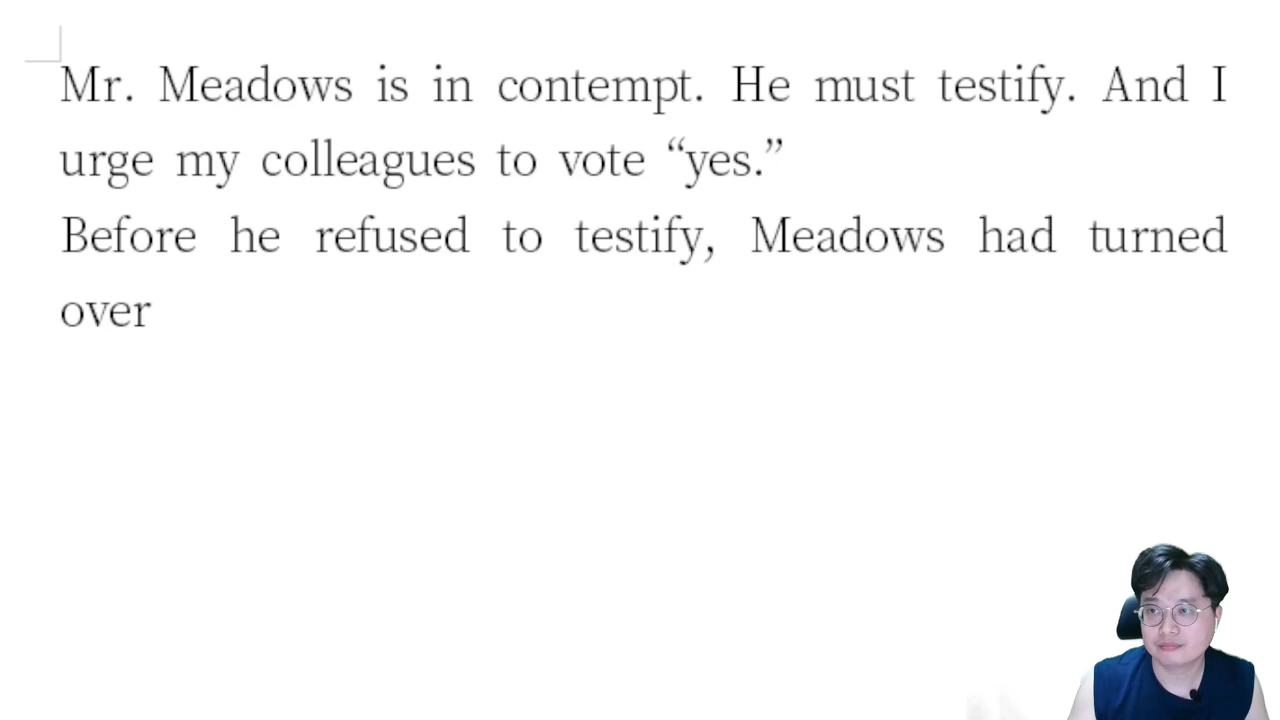 Mr. Meadows is in contempt. He must testify. And I
urge my colleagues to vote “yes.”
Before he refused to testify, Meadows had turned
over